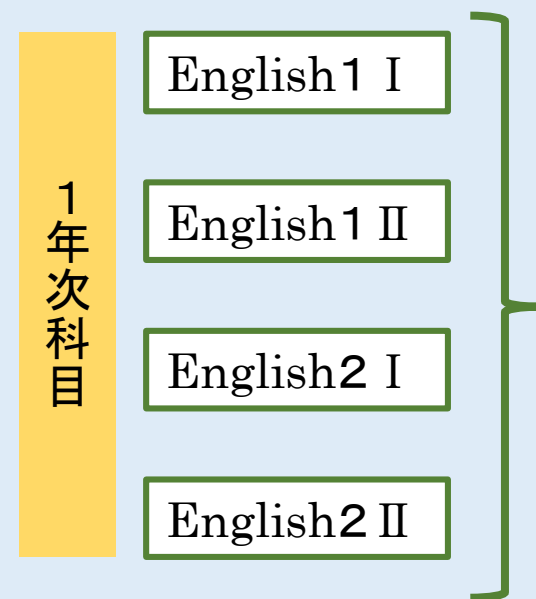 1年次科目
English1 Ⅰ
English1 Ⅱ
English2 Ⅰ
English2 Ⅱ